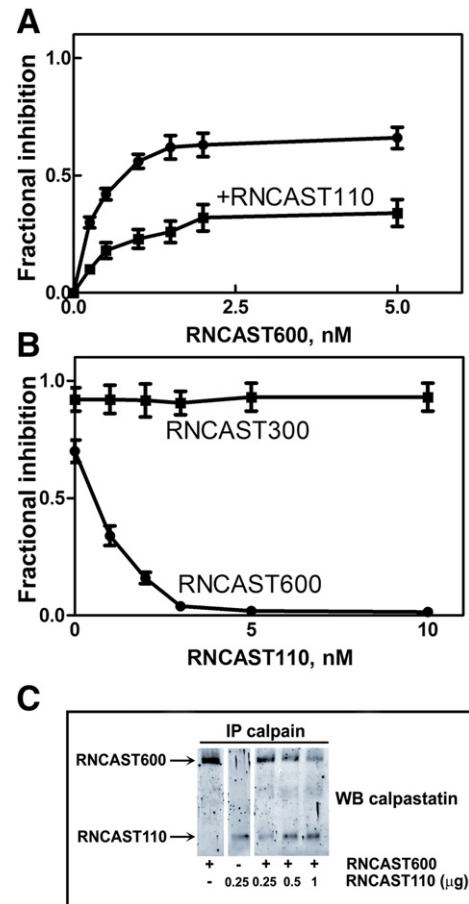 A
Fractional inhibition
1.0
0.5
0.0
+RNCAST110
0.0 2.5 5.0
RNCAST600, nM
B
Fractional inhibition
1.0
0.5
0.0
RNCAST300
RNCAST600
0 5 10
RNCAST110, nM
C
IP calpain
RNCAST600
WB calpastatin
RNCAST110
+ - + + + RNCAST600
- 0.25 0.25 0.5 1 RNCAST110 (µg)